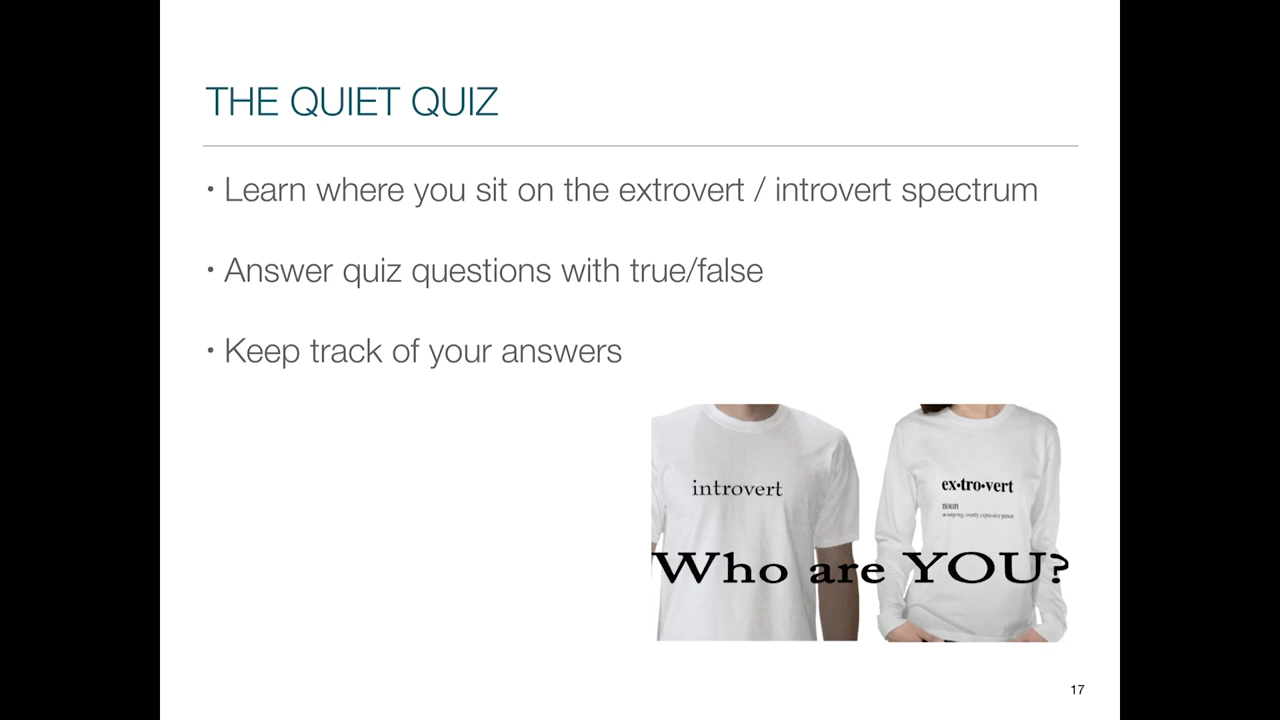 THE QUIET QUIZ
• Learn where you sit on the extrovert / introvert spectrum
• Answer quiz questions with true/false
• Keep track of your answers
introvert
ex•tro•vert
noun
Who are YOU?
17